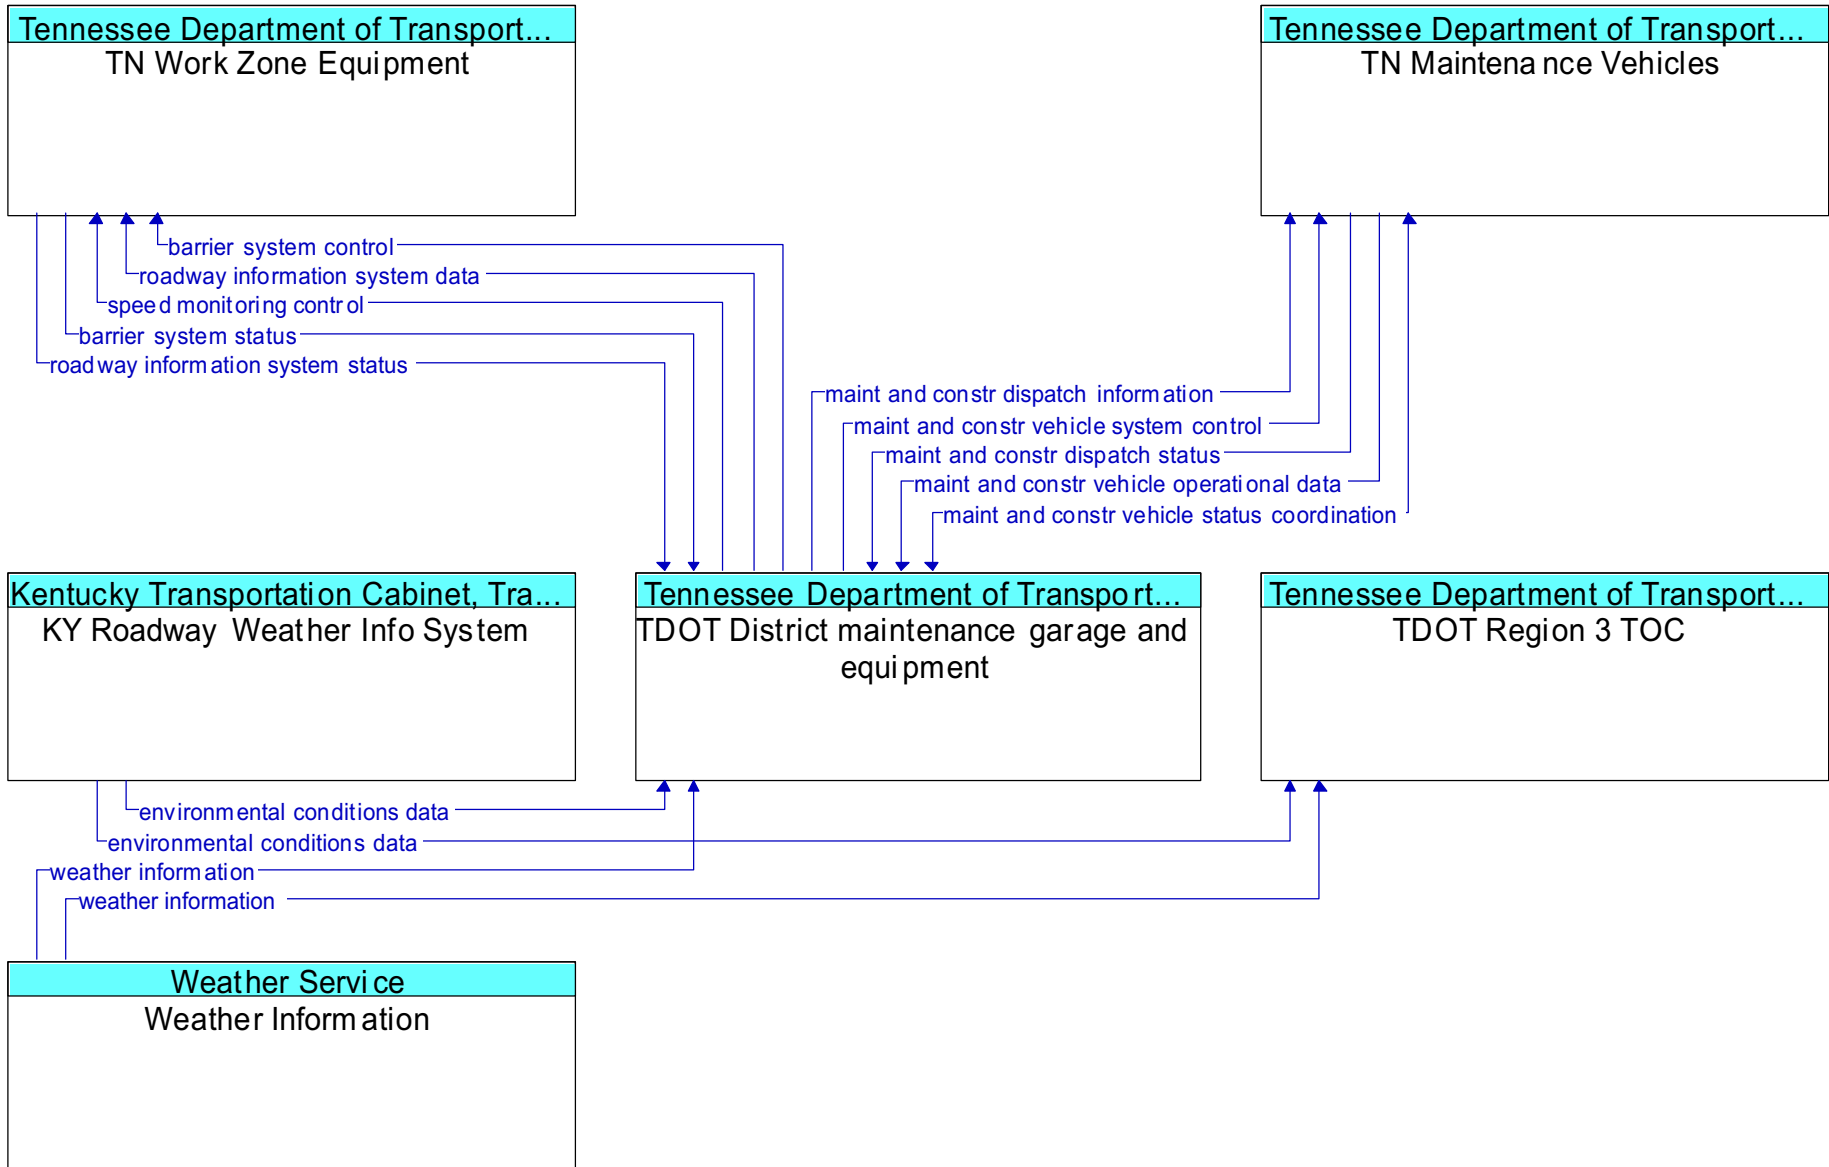 Tennessee Department of Transport...
TN Work Zone Equipment
Tennessee Department of Transport...
TN Maintenance Vehicles
barrier system control
roadway information system data
speed monitoring control
barrier system status
roadway information system status
maint and constr dispatch information
maint and constr vehicle system control
maint and constr dispatch status
maint and constr vehicle operational data
maint and constr vehicle status coordination
Kentucky Transportation Cabinet, Tra...
KY Roadway Weather Info System
Tennessee Department of Transport...
TDOT District maintenance garage and
equipment
Tennessee Department of Transport...
TDOT Region 3 TOC
environmental conditions data
environmental conditions data
weather information
weather information
Weather Service
Weather Information